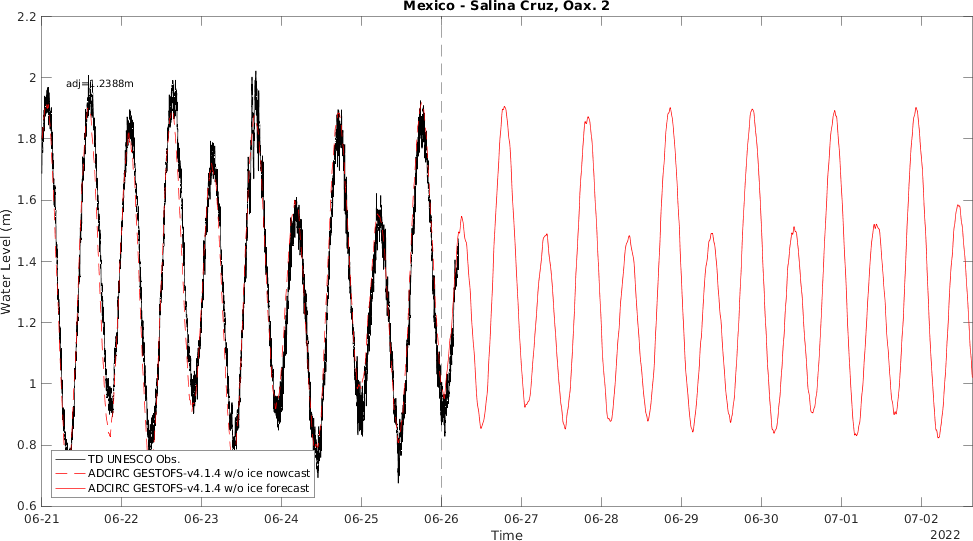 Mexico - Salina Cruz, Oax. 2
2.2
2
1.8
1.6
1.4
1.2
1
0.8
0.6
Water Level (m)
adj=1.2388m
TD UNESCO Obs.
ADCIRC GESTOFS-v4.1.4 w/o ice nowcast
ADCIRC GESTOFS-v4.1.4 w/o ice forecast
06-21 06-22 06-23 06-24 06-25 06-26 06-27 06-28 06-29 06-30 07-01 07-02
Time
2022